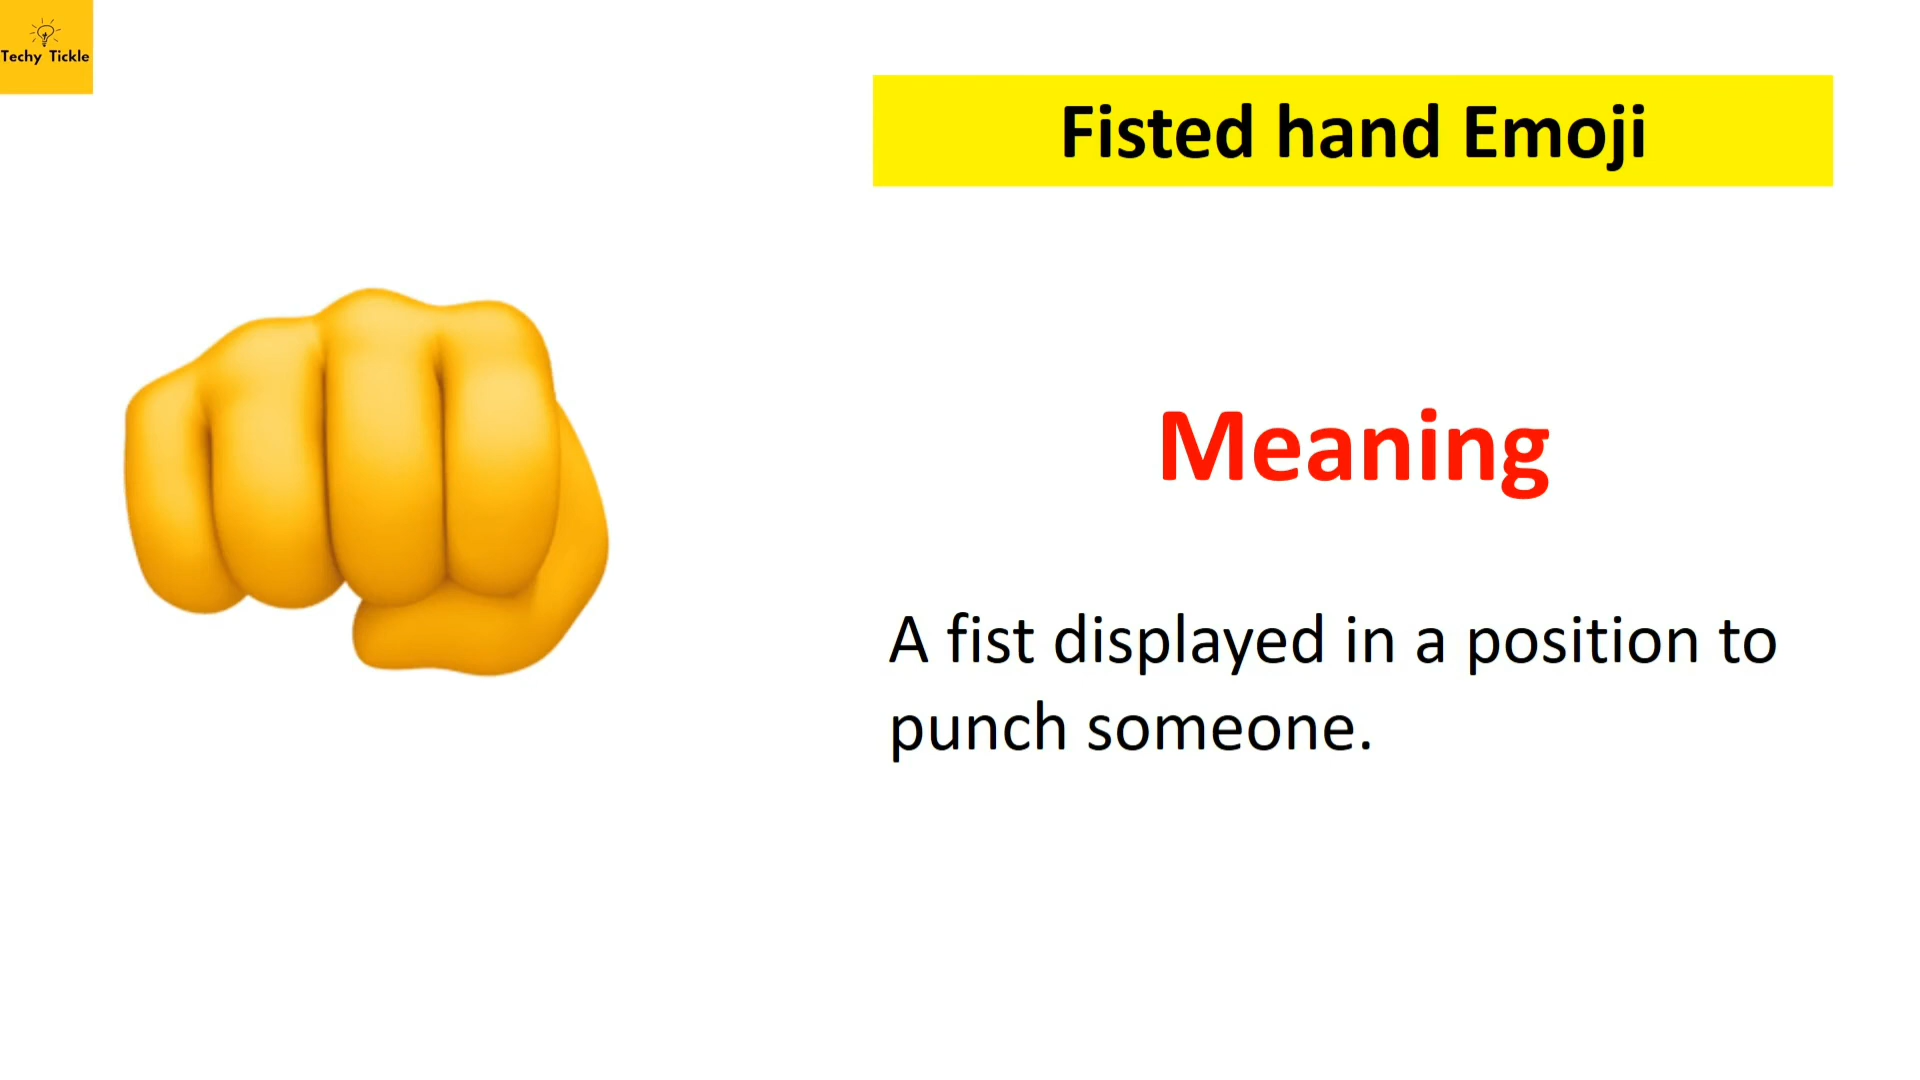 Techy Tickle
Fisted hand Emoji
Meaning
A fist displayed in a position to
punch someone.